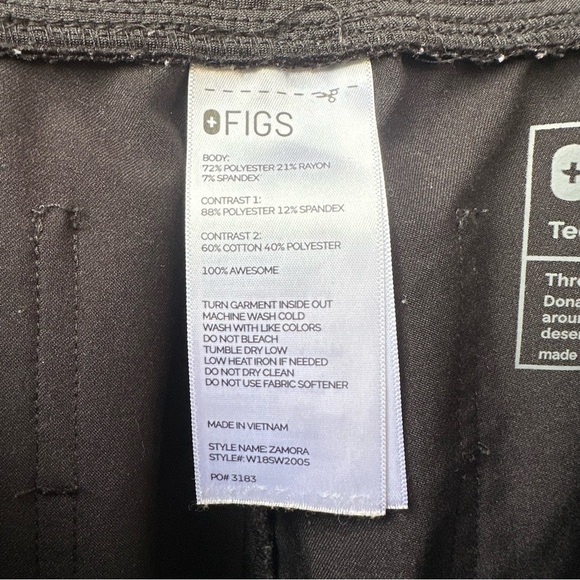 FIGS
BODY:
72% POLYESTER 21% RAYON
7% SPANDEX
CONTRAST 1:
88% POLYESTER 12% SPANDEX
CONTRAST 2:
60% COTTON 40% POLYESTER
100% AWESOME
TURN GARMENT INSIDE OUT
MACHINE WASH COLD
WASH WITH LIKE COLORS
DO NOT BLEACH
TUMBLE DRY LOW
LOW HEAT IRON IF NEEDED
DO NOT DRY CLEAN
DO NOT USE FABRIC SOFTENER
MADE IN VIETNAM
STYLE NAME: ZAMORA
STYLE#: W18SW2005
PO# 3183
made